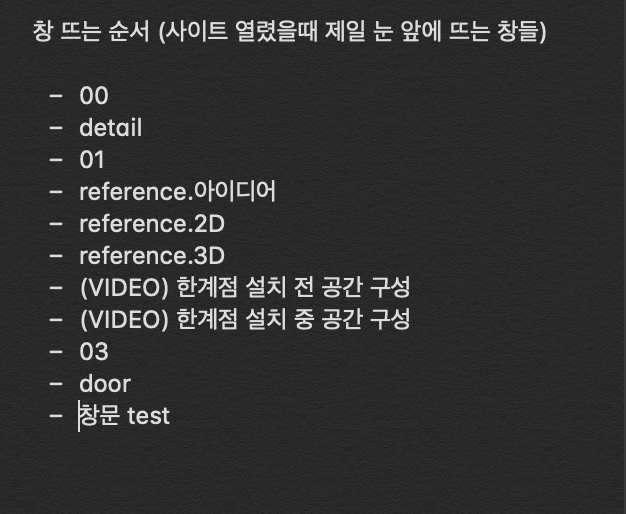 창 뜨는 순서 (사이트 열렸을때 제일 눈 앞에 뜨는 창들)
– 00
– detail
– 01
– reference.아이디어
– reference.2D
– reference.3D
– (VIDEO) 한계점 설치 전 공간 구성
– (VIDEO) 한계점 설치 중 공간 구성
– 03
– door
– 창문 test